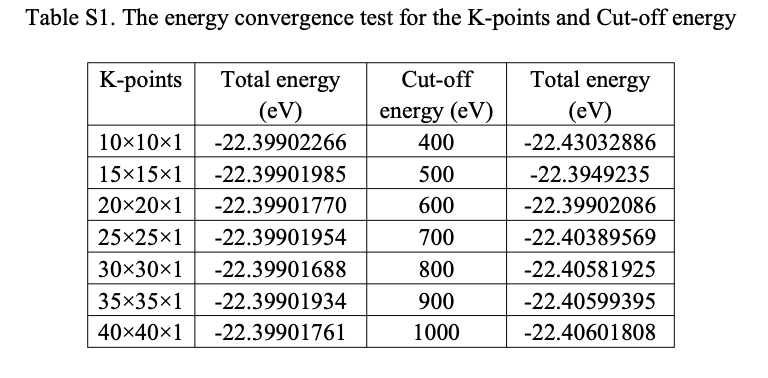 Table S1. The energy convergence test for the K-points and Cut-off energy
K-points Total energy (eV) Cut-off energy (eV) Total energy (eV)
10×10×1 -22.39902266 400 -22.43032886
15×15×1 -22.39901985 500 -22.3949235
20×20×1 -22.39901770 600 -22.39902086
25×25×1 -22.39901954 700 -22.40389569
30×30×1 -22.39901688 800 -22.40581925
35×35×1 -22.39901934 900 -22.40599395
40×40×1 -22.39901761 1000 -22.40601808